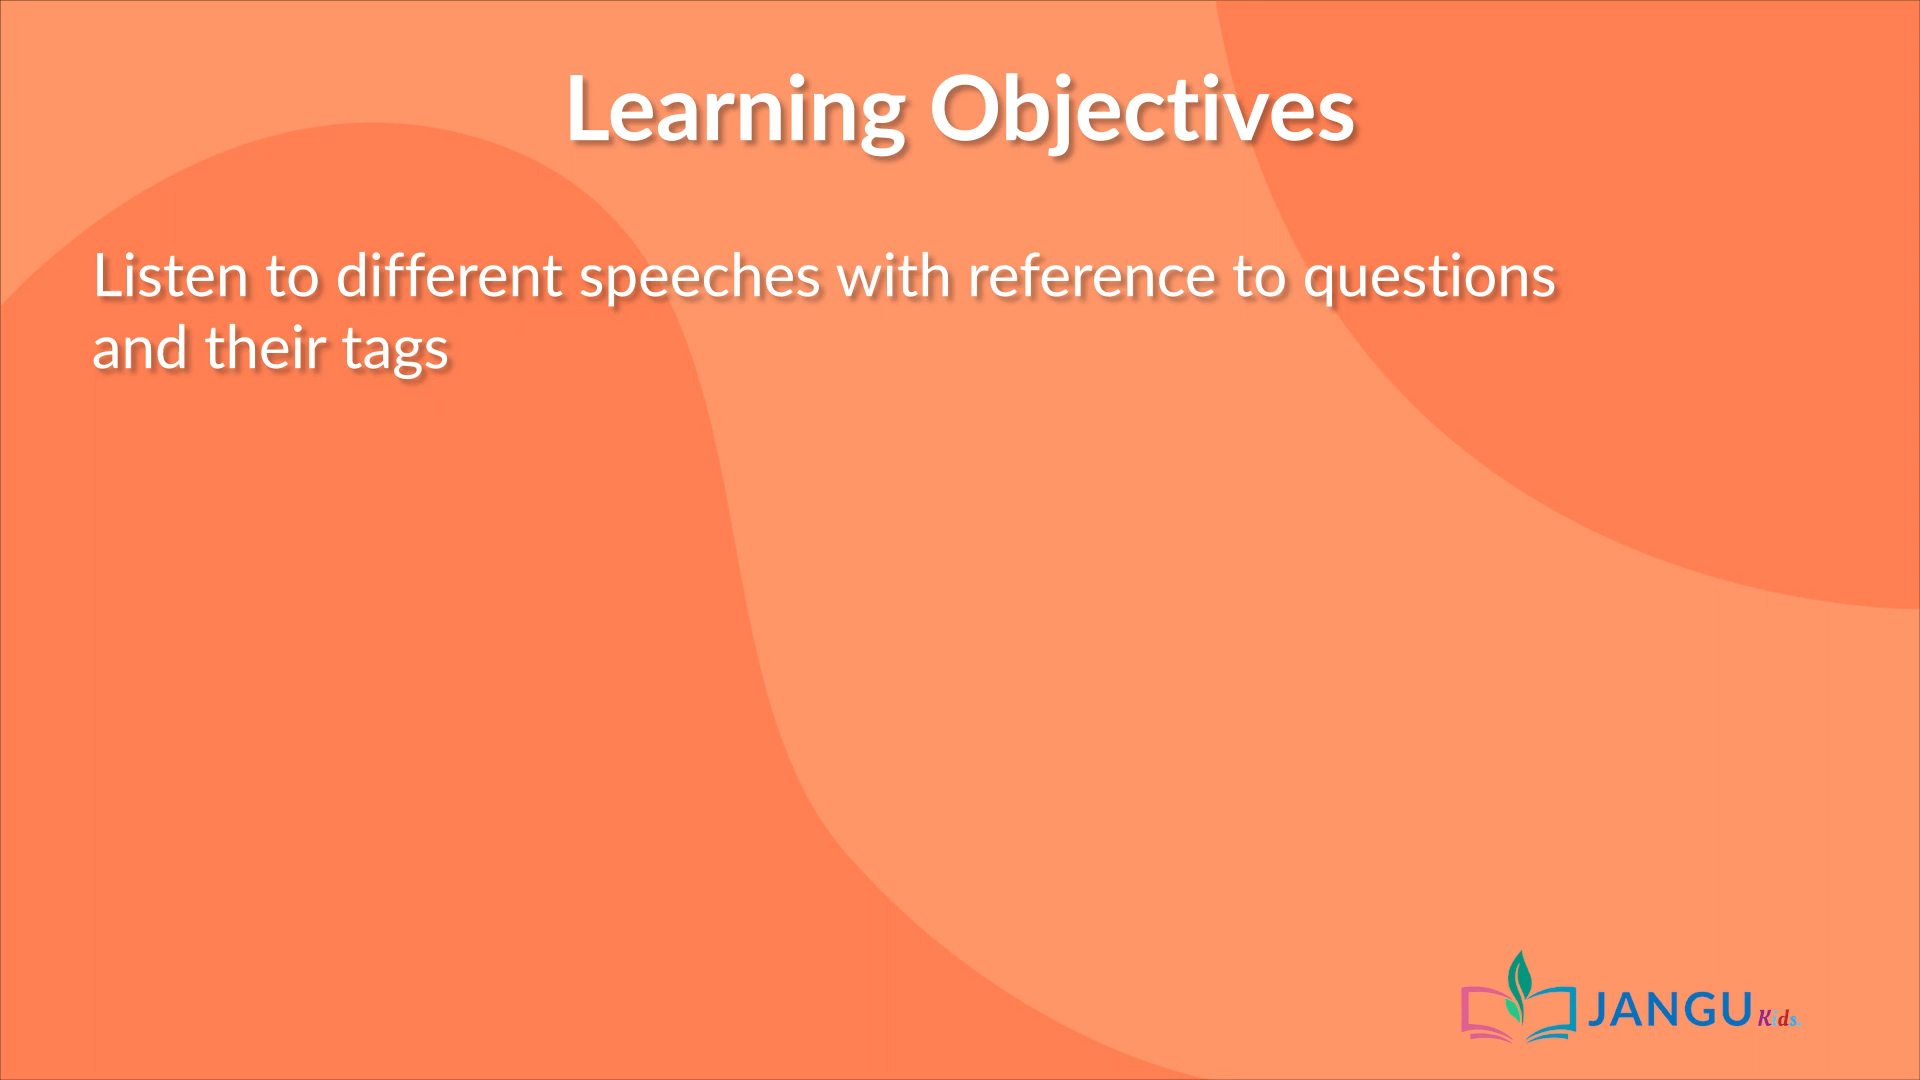 Learning Objectives
Listen to different speeches with reference to questions
and their tags
JANGU Kids